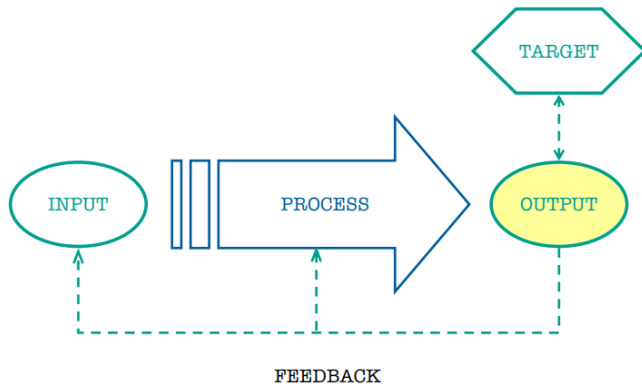 TARGET
INPUT
PROCESS
OUTPUT
FEEDBACK